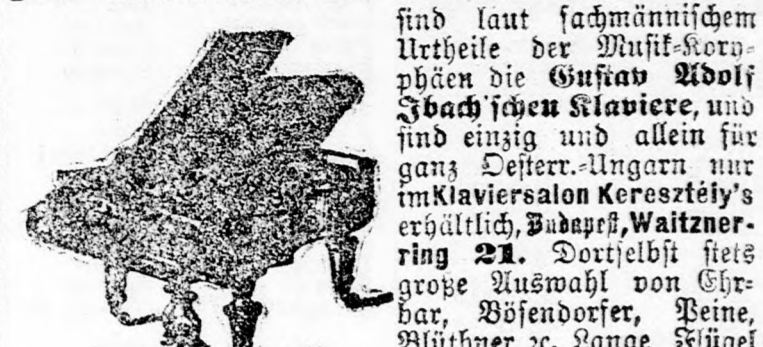 sind laut fachmännischem
Urtheile der Musik-Kory-
phäen die Gustav Adolf
Ibach'schen Klaviere, und
sind einzig und allein für
ganz Oesterr.-Ungarn nur
im Klaviersalon Keresztély's
erhältlich, Budapest, Waitzner-
ring 21. Dortselbst stets
große Auswahl von Ehr-
bar, Bösendorfer, Peine,
Blüthner ꝛc. Lange Flügel